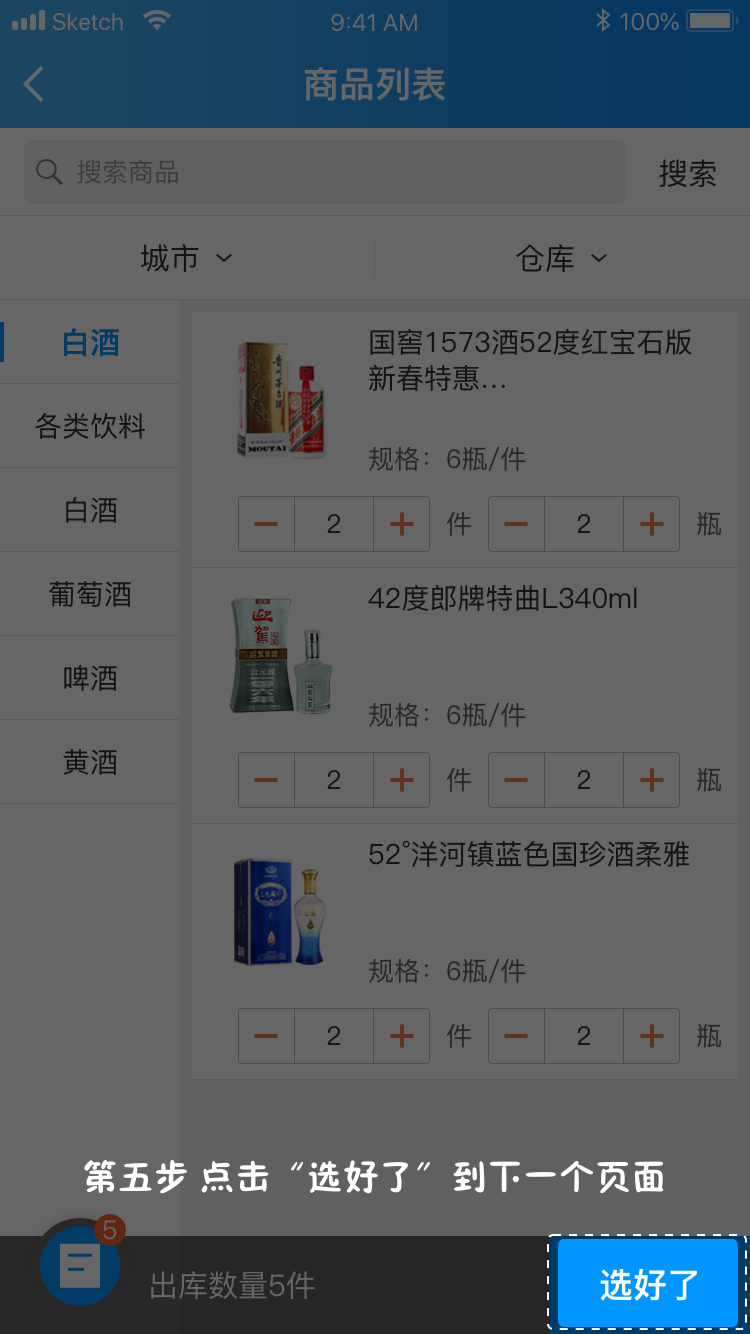 Sketch 9:41 AM 100%
商品列表
搜索商品 搜索
城市 仓库
白酒
各类饮料
白酒
葡萄酒
啤酒
黄酒
国窖1573酒52度红宝石版
新春特惠...
规格：6瓶/件
2 件 2 瓶
MOUTAI
42度郎牌特曲L340ml
规格：6瓶/件
2 件 2 瓶
52°洋河镇蓝色国珍酒柔雅
规格：6瓶/件
2 件 2 瓶
第五步 点击“选好了”到下一个页面
5
出库数量5件
选好了